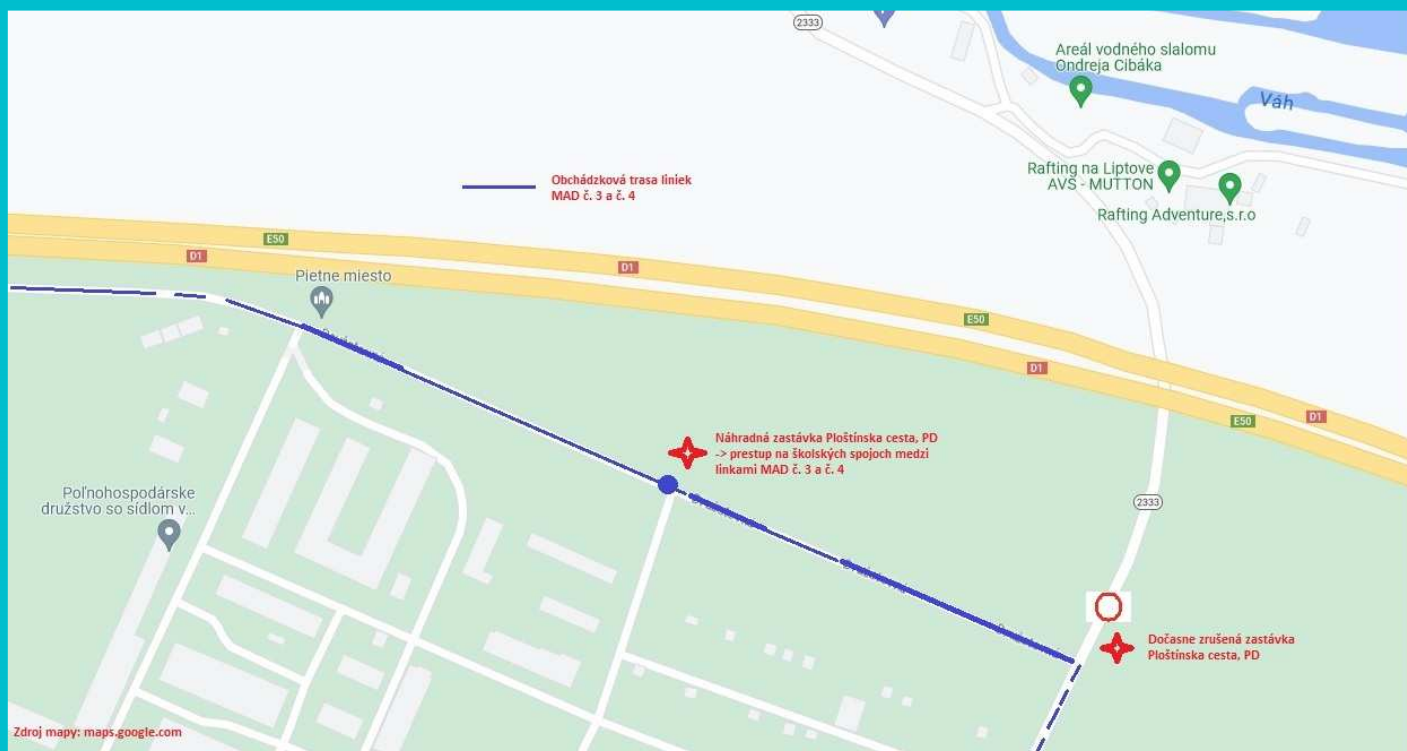 2333
Areál vodného slalomu
Ondreja Cibáka
Váh
Rafting na Liptove
AVS - MUTTON
Rafting Adventure,s.r.o
Obchádzková trasa liniek
MAD č. 3 a č. 4
E50
D1
D1
Pietne miesto
E50
D1
E50
D1
Náhradná zastávka Ploštínska cesta, PD
-> prestup na školských spojoch medzi
linkami MAD č. 3 a č. 4
Poľnohospodárske
družstvo so sídlom v...
2333
Dočasne zrušená zastávka
Ploštínska cesta, PD
Zdroj mapy: maps.google.com